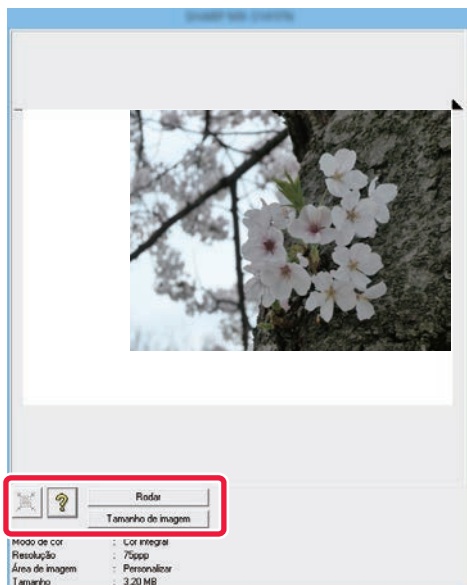 ?
Rodar
Tamanho de imagem
Modo de cor : Cor integral
Resolução : 75ppp
Área de imagem : Personalizar
Tamanho : 3.20 MB